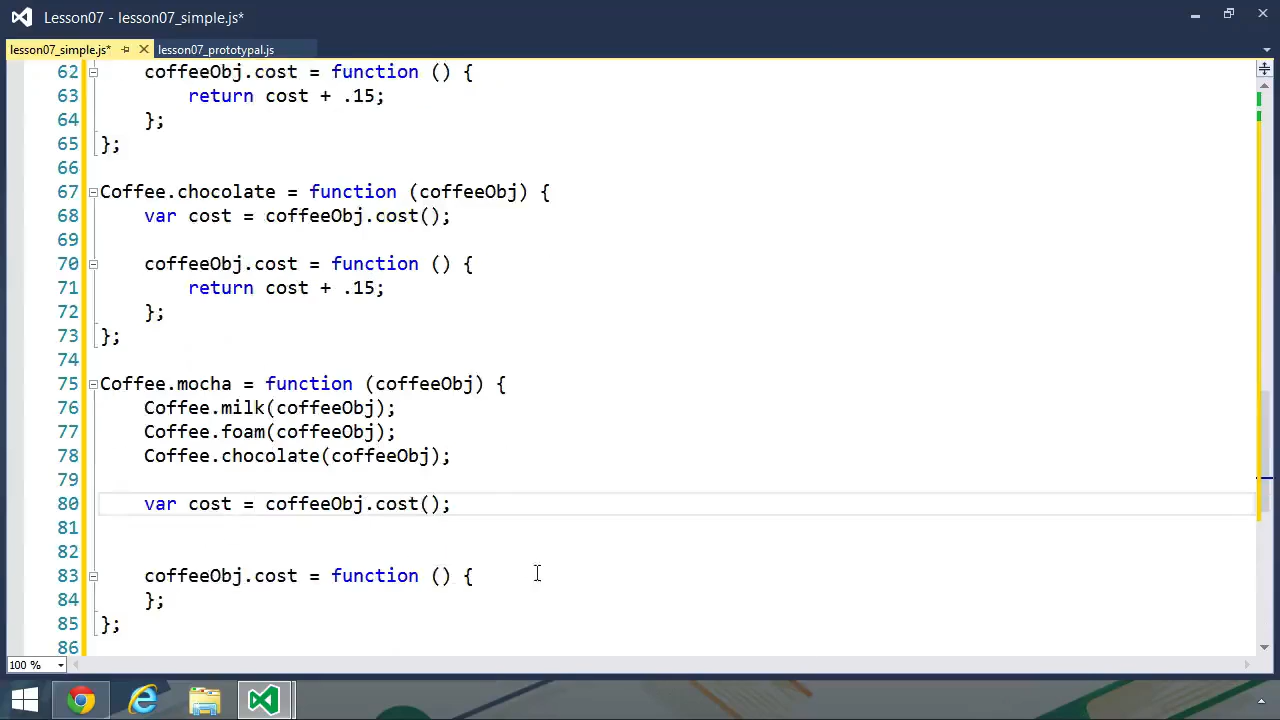 Lesson07 - lesson07_simple.js*
lesson07_simple.js* lesson07_prototypal.js
62 coffeeObj.cost = function () {
63 return cost + .15;
64 };
65 };
66
67 Coffee.chocolate = function (coffeeObj) {
68 var cost = coffeeObj.cost();
69
70 coffeeObj.cost = function () {
71 return cost + .15;
72 };
73 };
74
75 Coffee.mocha = function (coffeeObj) {
76 Coffee.milk(coffeeObj);
77 Coffee.foam(coffeeObj);
78 Coffee.chocolate(coffeeObj);
79
80 var cost = coffeeObj.cost();
81
82
83 coffeeObj.cost = function () {
84 };
85 };
86
100 %